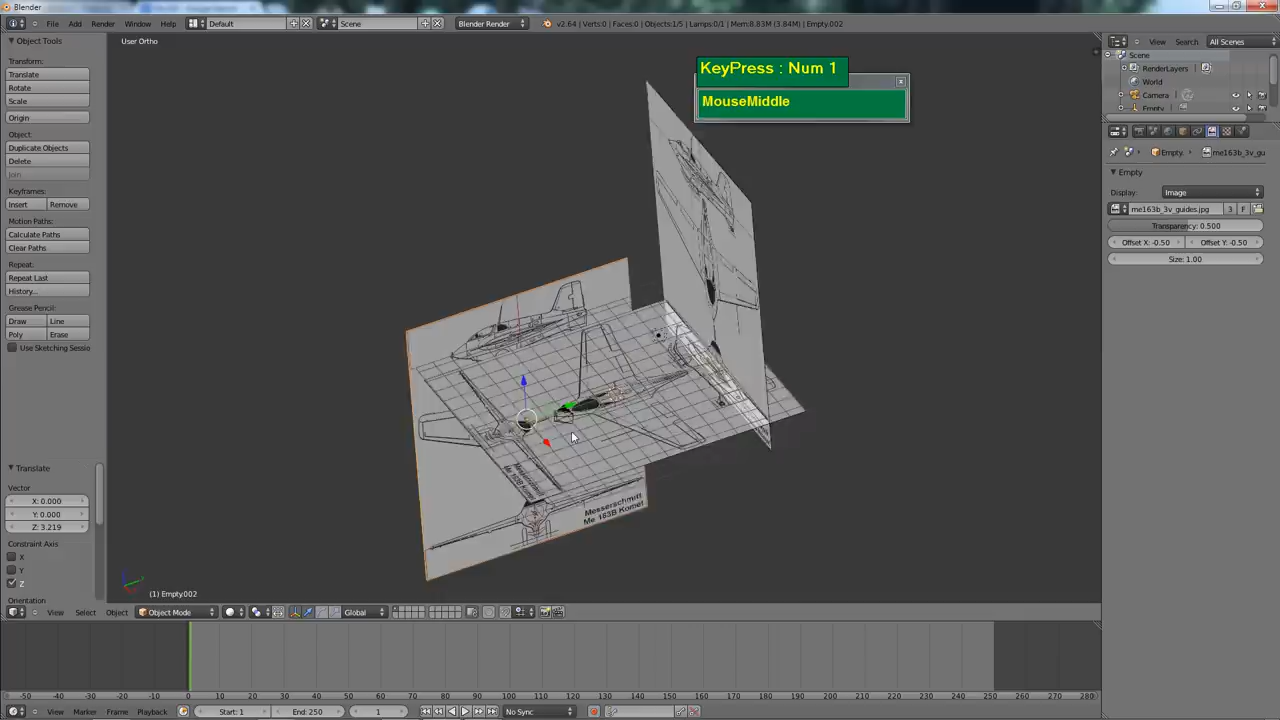 Blender
File Add Render Window Help Default Scene Blender Render v2.64 | Verts:0 | Faces:0 | Objects:1/5 | Lamps:0/1 | Mem:8.83M (3.84M) | Empty.002
Object Tools
Transform:
Translate
Rotate
Scale
Origin
Object:
Duplicate Objects
Delete
Join
Keyframes:
Insert Remove
Motion Paths:
Calculate Paths
Clear Paths
Repeat:
Repeat Last
History...
Grease Pencil:
Draw Line
Poly Erase
Use Sketching Sessio
Translate
Vector
X: 0.000
Y: 0.000
Z: 3.219
Constraint Axis
X
Y
Z
Orientation
User Ortho
KeyPress : Num 1
MouseMiddle
Messerschmitt
Me 163B Komet
(1) Empty.002
View Select Object Object Mode Global
View Search All Scenes
Scene
RenderLayers
World
Camera
Empty
Empty. me163b_3v_gu
Empty
Display: Image
me163b_3v_guides.jpg 3 F
Transparency: 0.500
Offset X: -0.50 Offset Y: -0.50
Size: 1.00
-50 -40 -30 -20 -10 0 10 20 30 40 50 60 70 80 90 100 110 120 130 140 150 160 170 180 190 200 210 220 230 240 250 260 270 280
View Marker Frame Playback Start: 1 End: 250 1 No Sync